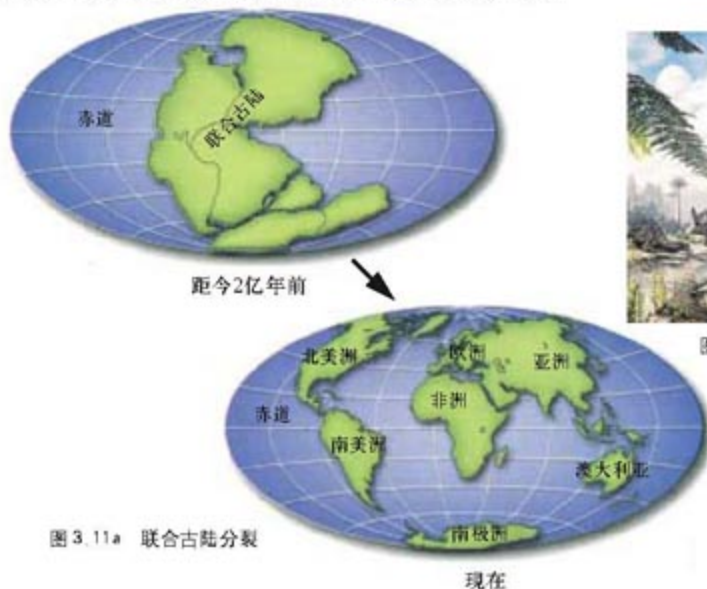 赤道
联合古陆
距今2亿年前
北美洲
欧洲
亚洲
非洲
赤道
南美洲
澳大利亚
南极洲
图3.11a 联合古陆分裂
现在